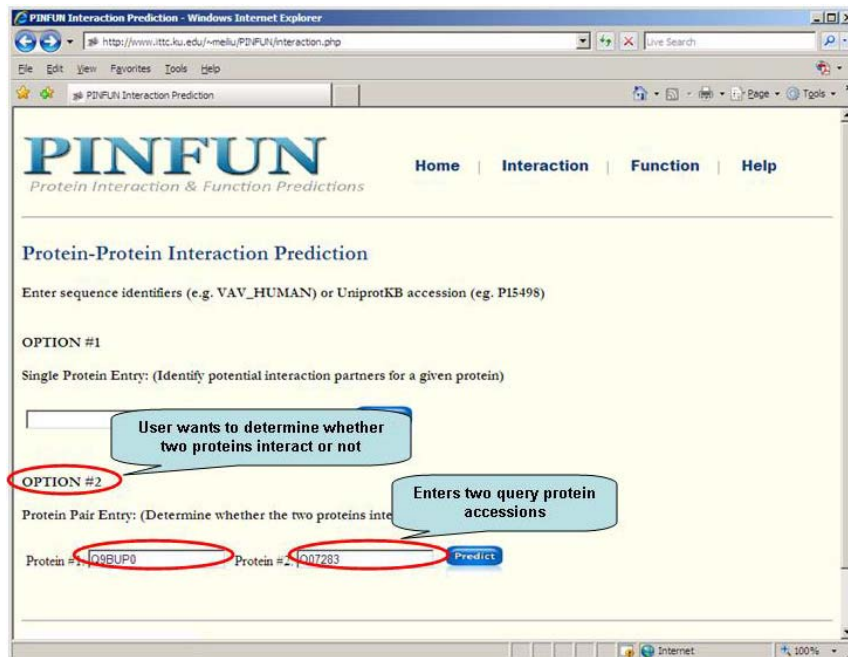 PINFUN Interaction Prediction - Windows Internet Explorer
http://www.ittc.ku.edu/~meiliu/PINFUN/interaction.php
Live Search
File Edit View Favorites Tools Help
PINFUN Interaction Prediction
Page Tools
PINFUN
Protein Interaction & Function Predictions
Home | Interaction | Function | Help
Protein-Protein Interaction Prediction
Enter sequence identifiers (e.g. VAV_HUMAN) or UniprotKB accession (eg. P15498)
OPTION #1
Single Protein Entry: (Identify potential interaction partners for a given protein)
User wants to determine whether
two proteins interact or not
OPTION #2
Enters two query protein
accessions
Protein Pair Entry: (Determine whether the two proteins inte
Protein #1: Q9BUP0 Protein #2: Q07283 Predict
Internet 100%